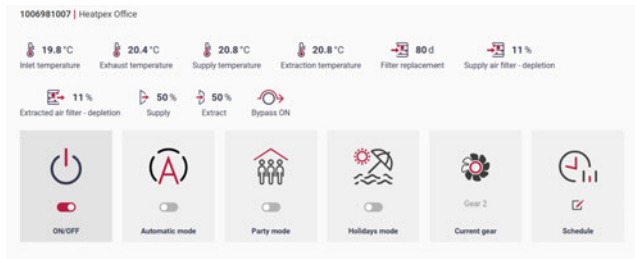 1006981007 | Heatpex Office
19.8°C 20.4°C 20.8°C 20.8°C 80 d 11 %
Inlet temperature Exhaust temperature Supply temperature Extraction temperature Filter replacement Supply air filter - depletion
11 % 50 % 50 %
Extracted air filter - depletion Supply Extract Bypass ON
A
Gear 2
ON/OFF Automatic mode Party mode Holidays mode Current gear Schedule